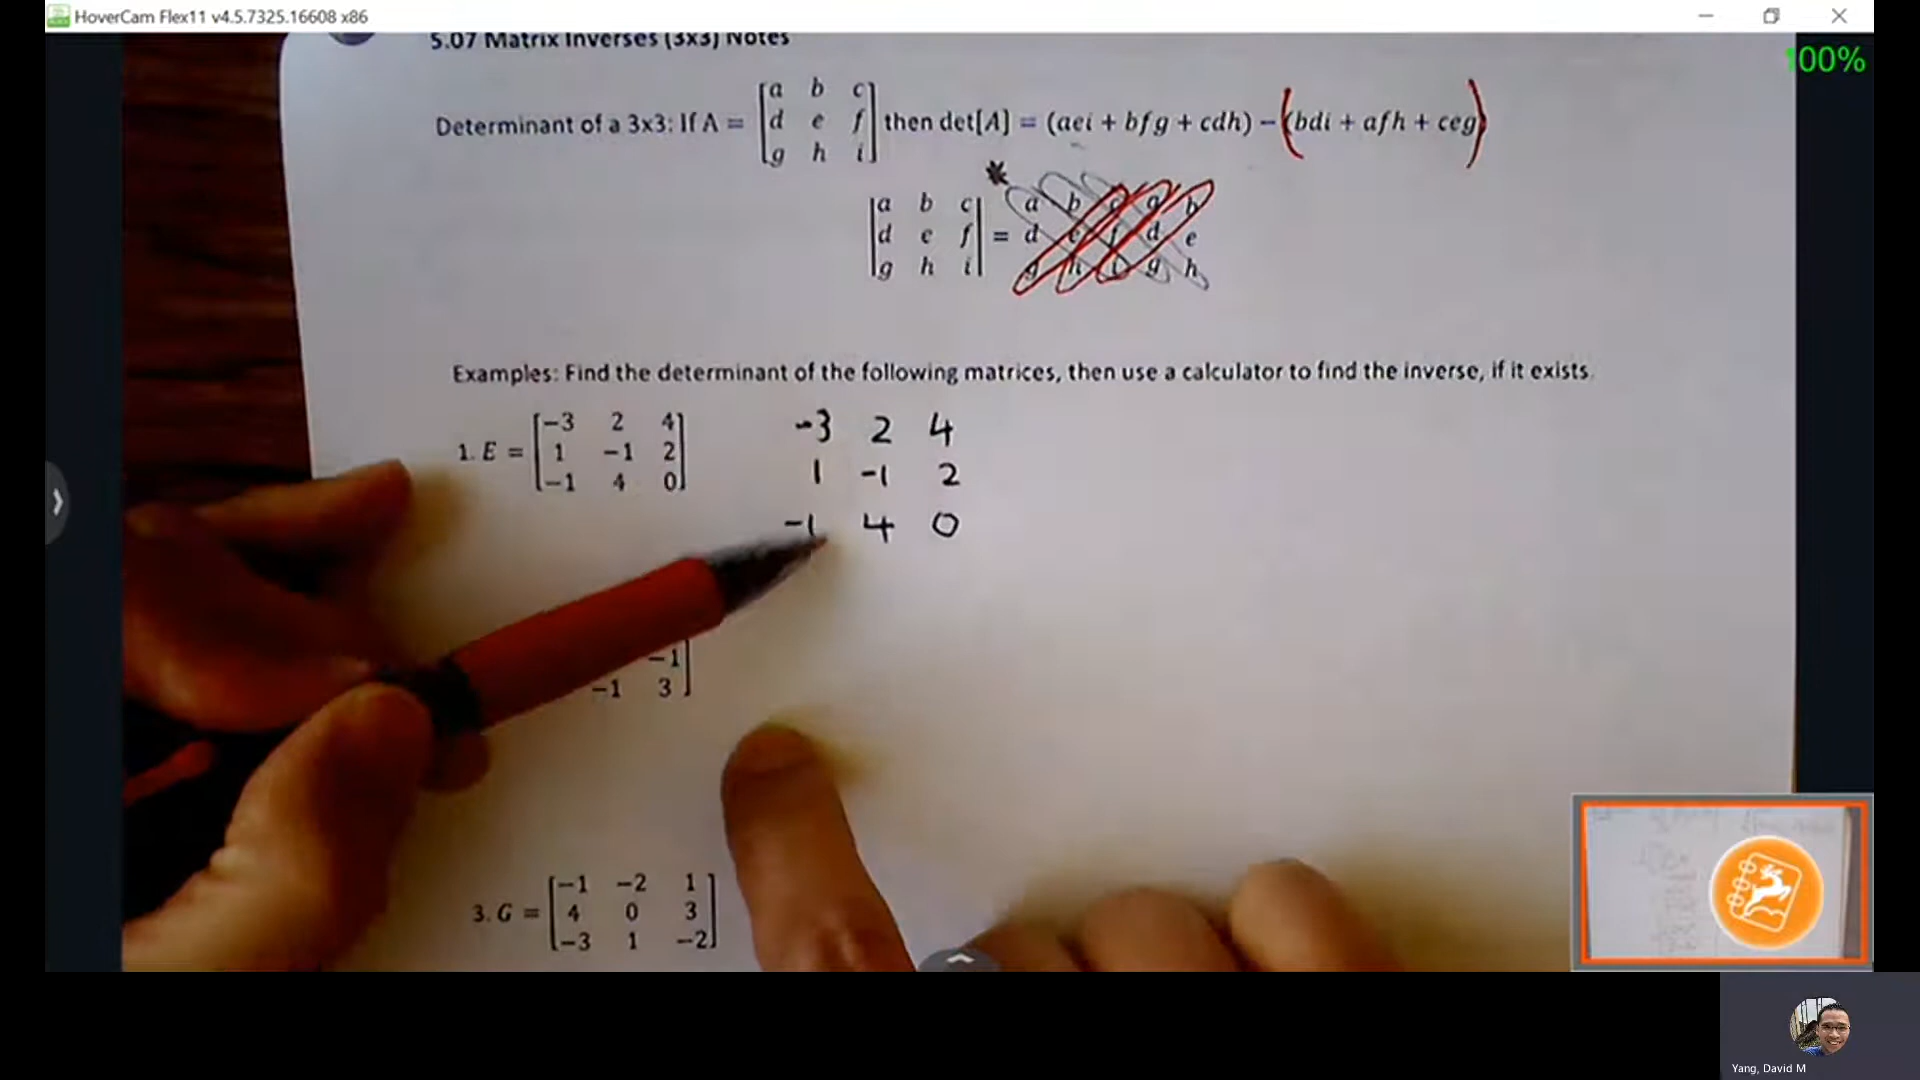 HoverCam Flex11 v4.5.7325.16608 x86
100%
5.07 Matrix Inverses (3x3) Notes
Determinant of a 3x3: If A = [a b c
d e f
g h i] then det[A] = (aei + bfg + cdh) − (bdi + afh + ceg)
*
|a b c
d e f
g h i| = a b c a b
d e f d e
g h i g h
Examples: Find the determinant of the following matrices, then use a calculator to find the inverse, if it exists.
1. E = [−3 2 4
1 −1 2
−1 4 0]
-3 2 4
1 -1 2
-1 4 0
−1
−1 3]
3. G = [−1 −2 1
4 0 3
−3 1 −2]
Yang, David M